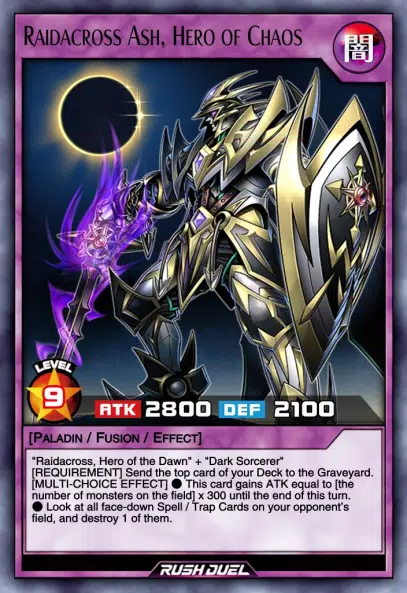 Raidacross Ash, Hero of Chaos
闇
LEVEL
9
ATK 2800 DEF 2100
[Paladin / Fusion / Effect]
"Raidacross, Hero of the Dawn" + "Dark Sorcerer"
[REQUIREMENT] Send the top card of your Deck to the Graveyard.
[MULTI-CHOICE EFFECT] ● This card gains ATK equal to [the
number of monsters on the field] x 300 until the end of this turn.
● Look at all face-down Spell / Trap Cards on your opponent's
field, and destroy 1 of them.
RUSH DUEL